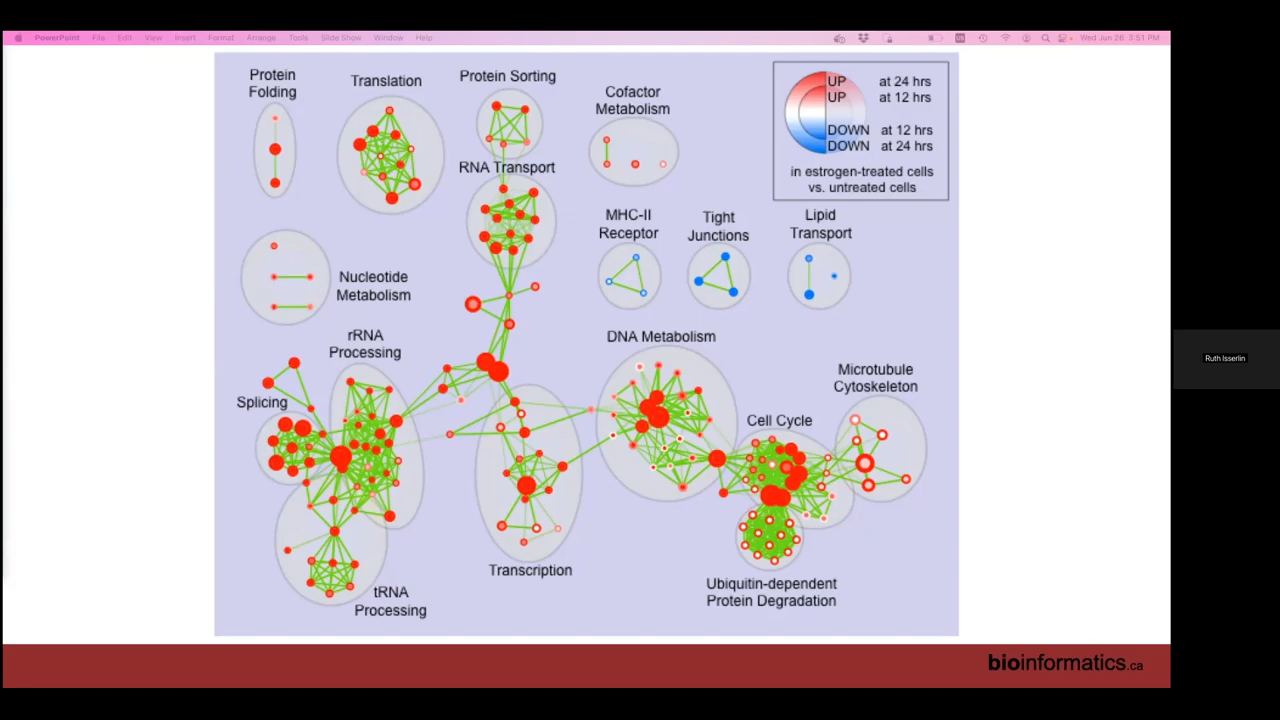 PowerPoint File Edit View Insert Format Arrange Tools Slide Show Window Help
Wed Jun 26 3:51 PM
Protein
Folding
Translation
Protein Sorting
Cofactor
Metabolism
UP at 24 hrs
UP at 12 hrs
DOWN at 12 hrs
DOWN at 24 hrs
in estrogen-treated cells
vs. untreated cells
RNA Transport
MHC-II
Receptor
Tight
Junctions
Lipid
Transport
Nucleotide
Metabolism
rRNA
Processing
DNA Metabolism
Microtubule
Cytoskeleton
Splicing
Cell Cycle
Transcription
Ubiquitin-dependent
Protein Degradation
tRNA
Processing
Ruth Isserlin
bioinformatics.ca